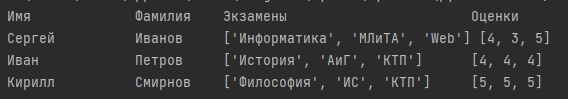 Имя Фамилия Экзамены Оценки
Сергей Иванов ['Информатика', 'МЛиТА', 'Web'] [4, 3, 5]
Иван Петров ['История', 'АиГ', 'КТП'] [4, 4, 4]
Кирилл Смирнов ['Философия', 'ИС', 'КТП'] [5, 5, 5]